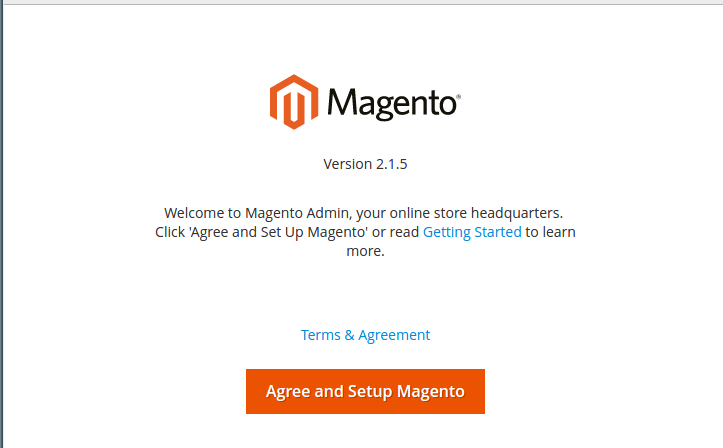 Magento®
Version 2.1.5
Welcome to Magento Admin, your online store headquarters.
Click 'Agree and Set Up Magento' or read Getting Started to learn
more.
Terms & Agreement
Agree and Setup Magento